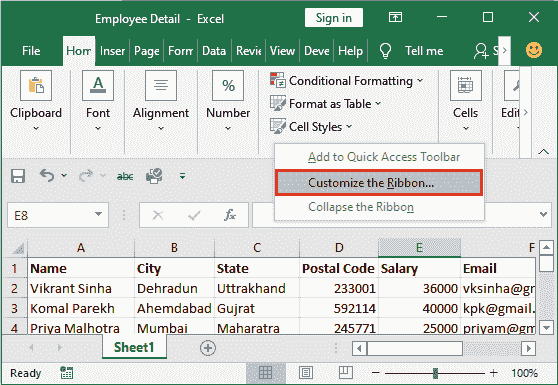 Employee Detail - Excel
Sign in
File Hom Inser Page Form Data Revie View Deve Help Tell me S
Clipboard Font Alignment Number Conditional Formatting Format as Table Cell Styles Cells Editing
Add to Quick Access Toolbar
Customize the Ribbon...
Collapse the Ribbon
abc
E8 fx
A B C D E F
1 Name City State Postal Code Salary Email
2 Vikrant Sinha Dehradun Uttrakhand 233001 36000 vksinha@gr
3 Komal Parekh Ahemdabad Gujrat 592114 40000 kpk@gmail.
4 Priya Malhotra Mumbai Maharatra 245771 25000 priyam@gm
Sheet1
Ready 100%